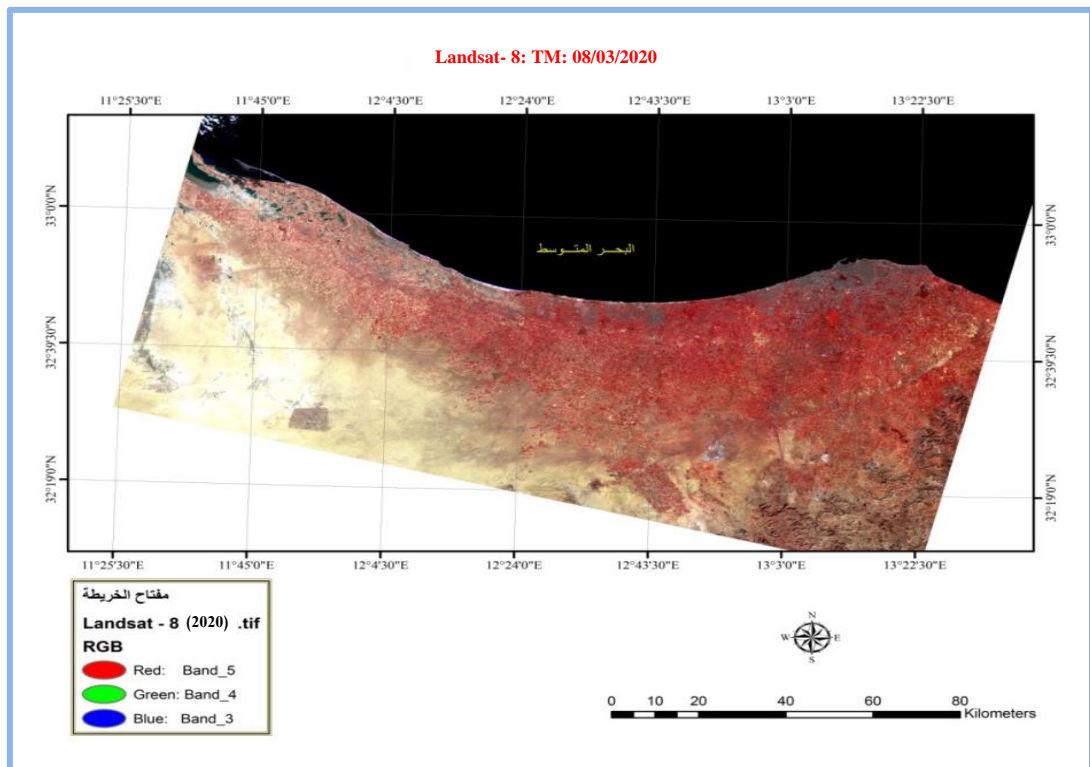 Landsat- 8: TM: 08/03/2020
11°25'30"E 11°45'0"E 12°4'30"E 12°24'0"E 12°43'30"E 13°3'0"E 13°22'30"E
33°0'0"N
33°0'0"N
البحـر المتـوسط
32°39'30"N
32°39'30"N
32°19'0"N
32°19'0"N
11°25'30"E 11°45'0"E 12°4'30"E 12°24'0"E 12°43'30"E 13°3'0"E 13°22'30"E
مفتاح الخريطة
Landsat - 8 (2020) .tif
RGB
Red: Band_5
Green: Band_4
Blue: Band_3
N
W E
S
0 10 20 40 60 80
Kilometers